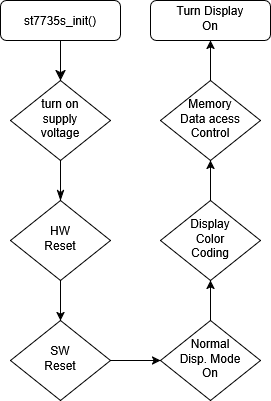 st7735s_init()
turn on
supply
voltage
HW
Reset
SW
Reset
Normal
Disp. Mode
On
Display
Color
Coding
Memory
Data acess
Control
Turn Display
On